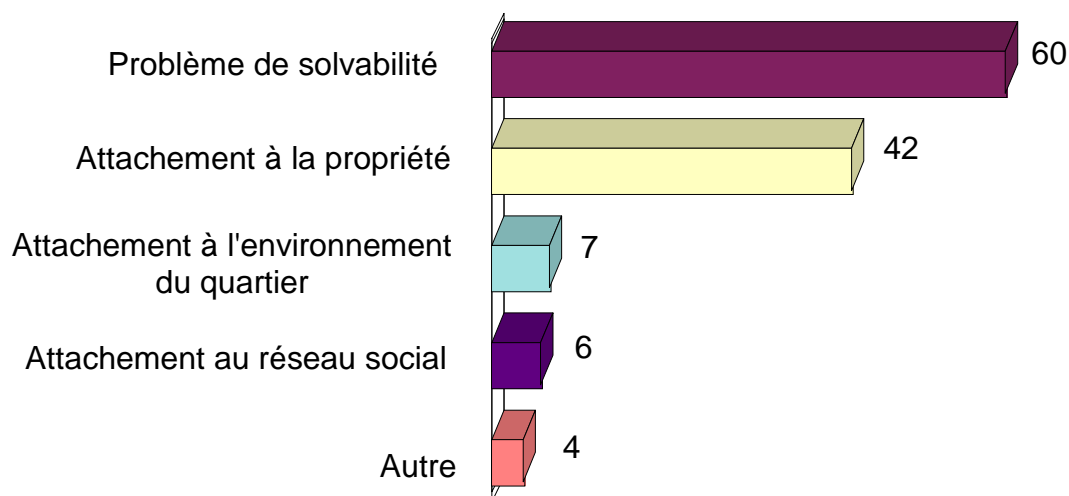 Problème de solvabilité
60
Attachement à la propriété
42
Attachement à l'environnement
du quartier
7
Attachement au réseau social
6
Autre
4